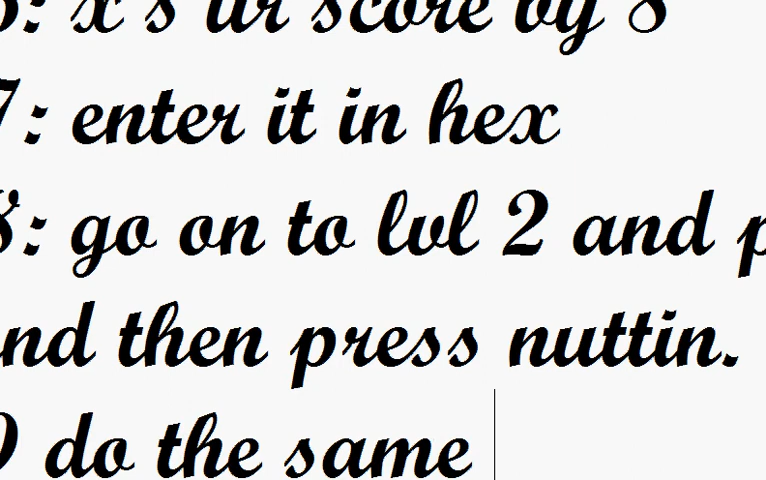 : x's ur score by 8
7: enter it in hex
8: go on to lvl 2 and
and then press nuttin.
do the same